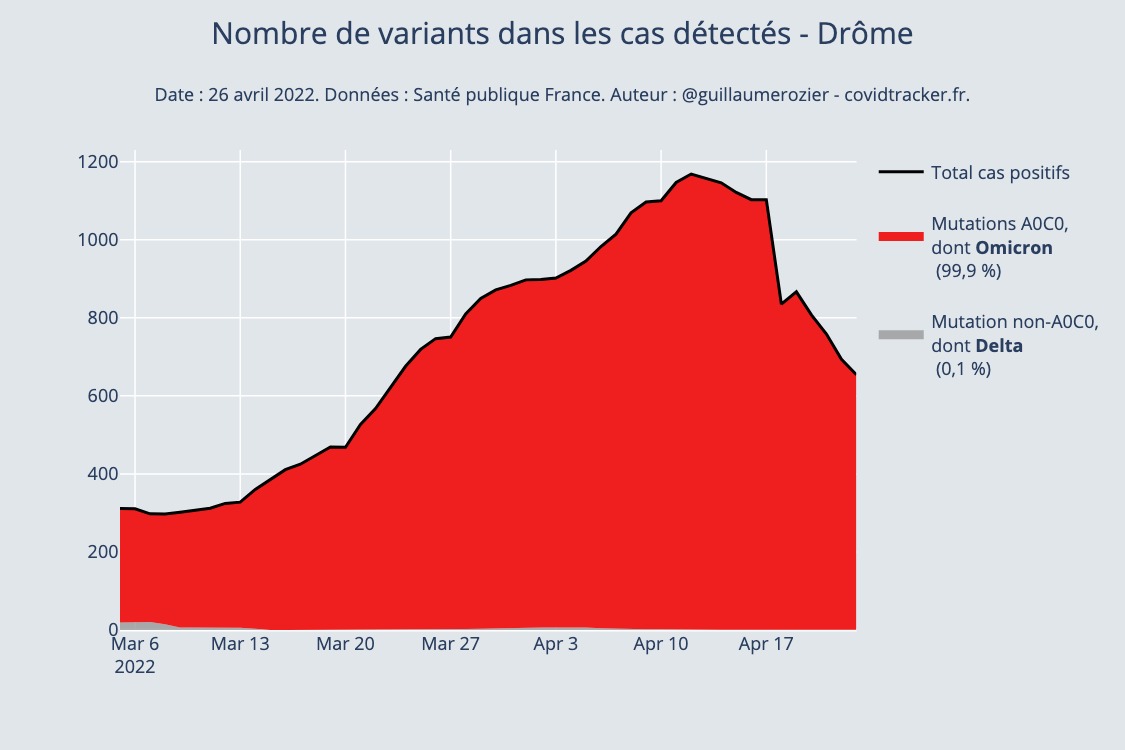 Nombre de variants dans les cas détectés - Drôme
Date : 26 avril 2022. Données : Santé publique France. Auteur : @guillaumerozier - covidtracker.fr.
1200
1000
800
600
400
200
0
Mar 6
2022
Mar 13
Mar 20
Mar 27
Apr 3
Apr 10
Apr 17
Total cas positifs
Mutations A0C0,
dont Omicron
(99,9 %)
Mutation non-A0C0,
dont Delta
(0,1 %)